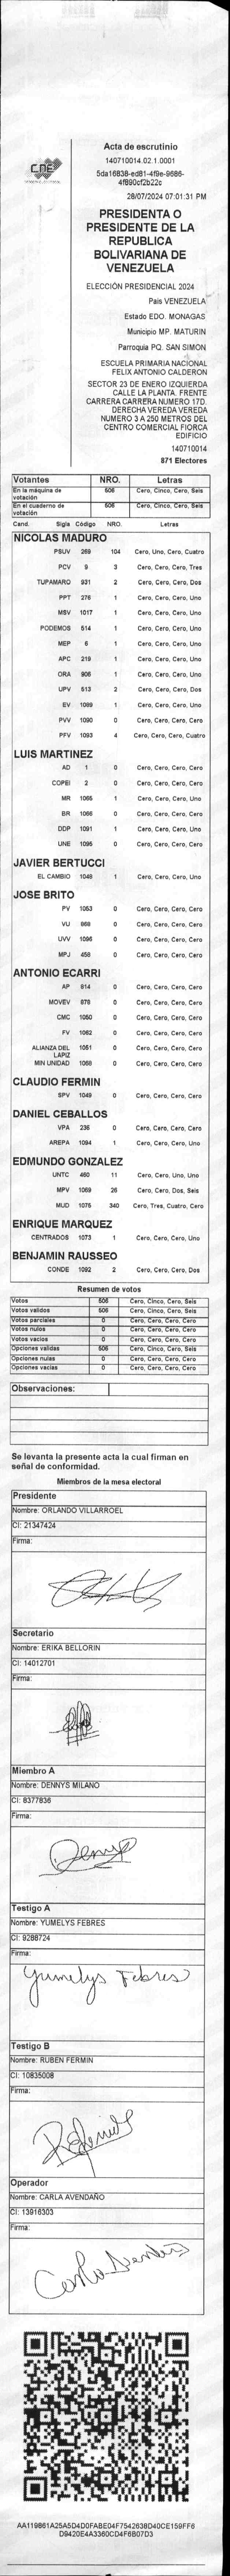 CNE
Acta de escrutinio
140710014.02.1.0001
5da16838-ed81-4f9e-9686-
4f890cf2b22c
28/07/2024 07:01:31 PM
PRESIDENTA O
PRESIDENTE DE LA
REPUBLICA
BOLIVARIANA DE
VENEZUELA
ELECCIÓN PRESIDENCIAL 2024
Pais VENEZUELA
Estado EDO. MONAGAS
Municipio MP. MATURIN
Parroquia PQ. SAN SIMON
ESCUELA PRIMARIA NACIONAL
FELIX ANTONIO CALDERON
SECTOR 23 DE ENERO IZQUIERDA
CALLE LA PLANTA. FRENTE
CARRERA CARRERA NUMERO 17D.
DERECHA VEREDA VEREDA
NUMERO 3 A 250 METROS DEL
CENTRO COMERCIAL FIORCA
EDIFICIO
140710014
871 Electores
Votantes NRO. Letras
En la máquina de votación 506 Cero, Cinco, Cero, Seis
En el cuaderno de votación 506 Cero, Cinco, Cero, Seis
Cand. Sigla Código NRO. Letras
NICOLAS MADURO
PSUV 269 104 Cero, Uno, Cero, Cuatro
PCV 9 3 Cero, Cero, Cero, Tres
TUPAMARO 931 2 Cero, Cero, Cero, Dos
PPT 276 1 Cero, Cero, Cero, Uno
MSV 1017 1 Cero, Cero, Cero, Uno
PODEMOS 514 1 Cero, Cero, Cero, Uno
MEP 6 1 Cero, Cero, Cero, Uno
APC 219 1 Cero, Cero, Cero, Uno
ORA 906 1 Cero, Cero, Cero, Uno
UPV 513 2 Cero, Cero, Cero, Dos
EV 1089 1 Cero, Cero, Cero, Uno
PVV 1090 0 Cero, Cero, Cero, Cero
PFV 1093 4 Cero, Cero, Cero, Cuatro
LUIS MARTINEZ
AD 1 0 Cero, Cero, Cero, Cero
COPEI 2 0 Cero, Cero, Cero, Cero
MR 1065 1 Cero, Cero, Cero, Uno
BR 1066 0 Cero, Cero, Cero, Cero
DDP 1091 1 Cero, Cero, Cero, Uno
UNE 1095 0 Cero, Cero, Cero, Cero
JAVIER BERTUCCI
EL CAMBIO 1048 1 Cero, Cero, Cero, Uno
JOSE BRITO
PV 1053 0 Cero, Cero, Cero, Cero
VU 868 0 Cero, Cero, Cero, Cero
UVV 1096 0 Cero, Cero, Cero, Cero
MPJ 458 0 Cero, Cero, Cero, Cero
ANTONIO ECARRI
AP 914 0 Cero, Cero, Cero, Cero
MOVEV 878 0 Cero, Cero, Cero, Cero
CMC 1050 0 Cero, Cero, Cero, Cero
FV 1062 0 Cero, Cero, Cero, Cero
ALIANZA DEL LAPIZ 1051 0 Cero, Cero, Cero, Cero
MIN UNIDAD 1068 0 Cero, Cero, Cero, Cero
CLAUDIO FERMIN
SPV 1049 0 Cero, Cero, Cero, Cero
DANIEL CEBALLOS
VPA 236 0 Cero, Cero, Cero, Cero
AREPA 1094 1 Cero, Cero, Cero, Uno
EDMUNDO GONZALEZ
UNTC 460 11 Cero, Cero, Uno, Uno
MPV 1069 26 Cero, Cero, Dos, Seis
MUD 1075 340 Cero, Tres, Cuatro, Cero
ENRIQUE MARQUEZ
CENTRADOS 1073 1 Cero, Cero, Cero, Uno
BENJAMIN RAUSSEO
CONDE 1092 2 Cero, Cero, Cero, Dos
Resumen de votos
Votos 506 Cero, Cinco, Cero, Seis
Votos validos 506 Cero, Cinco, Cero, Seis
Votos parciales 0 Cero, Cero, Cero, Cero
Votos nulos 0 Cero, Cero, Cero, Cero
Votos vacios 0 Cero, Cero, Cero, Cero
Opciones validas 506 Cero, Cinco, Cero, Seis
Opciones nulas 0 Cero, Cero, Cero, Cero
Opciones vacias 0 Cero, Cero, Cero, Cero
Observaciones:
Se levanta la presente acta la cual firman en
señal de conformidad.
Miembros de la mesa electoral
Presidente
Nombre: ORLANDO VILLARROEL
CI: 21347424
Firma:
Secretario
Nombre: ERIKA BELLORIN
CI: 14012701
Firma:
Miembro A
Nombre: DENNYS MILANO
CI: 8377836
Firma:
Testigo A
Nombre: YUMELYS FEBRES
CI: 9288724
Firma:
Yumelys Febres
Testigo B
Nombre: RUBEN FERMIN
CI: 10835008
Firma:
Operador
Nombre: CARLA AVENDAÑO
CI: 13916303
Firma:
Carla Avendaño
AA119861A25A5D4D0FABE04F7542638D40CE159FF6
D9420E4A3360CD4F6B07D3